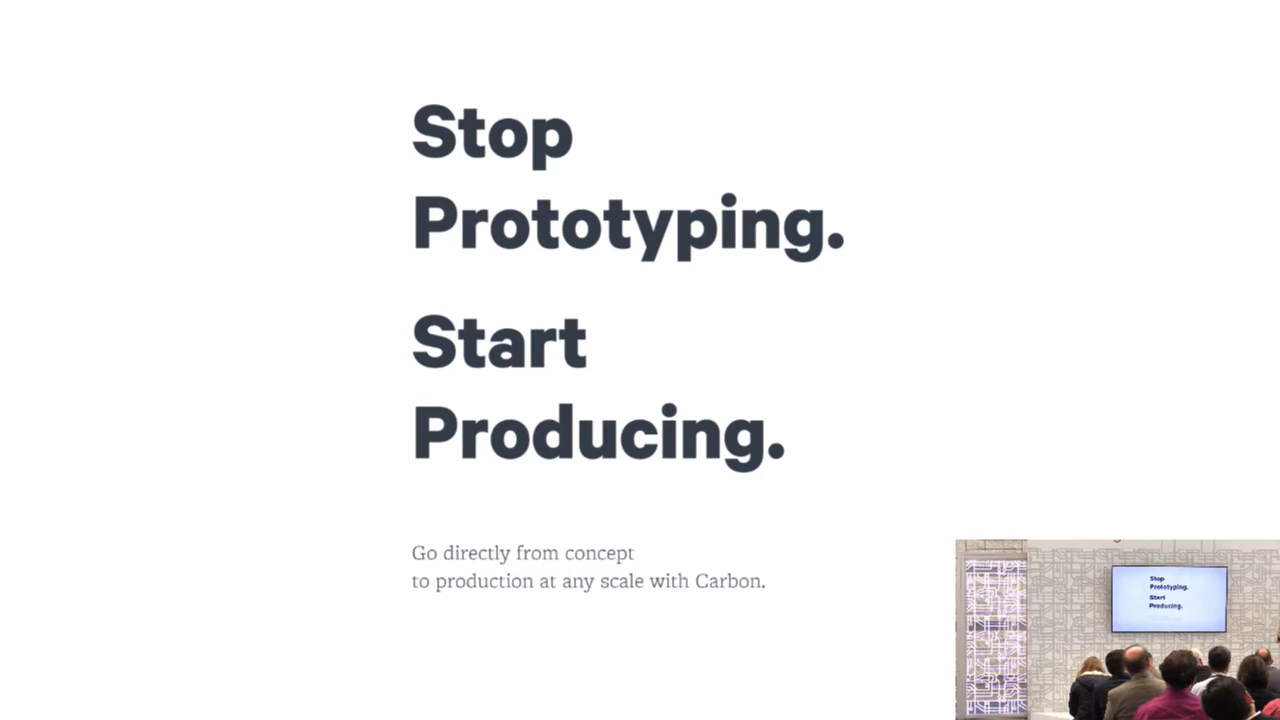 Stop
Prototyping.
Start
Producing.
Go directly from concept
to production at any scale with Carbon.
Stop
Prototyping.
Start
Producing.